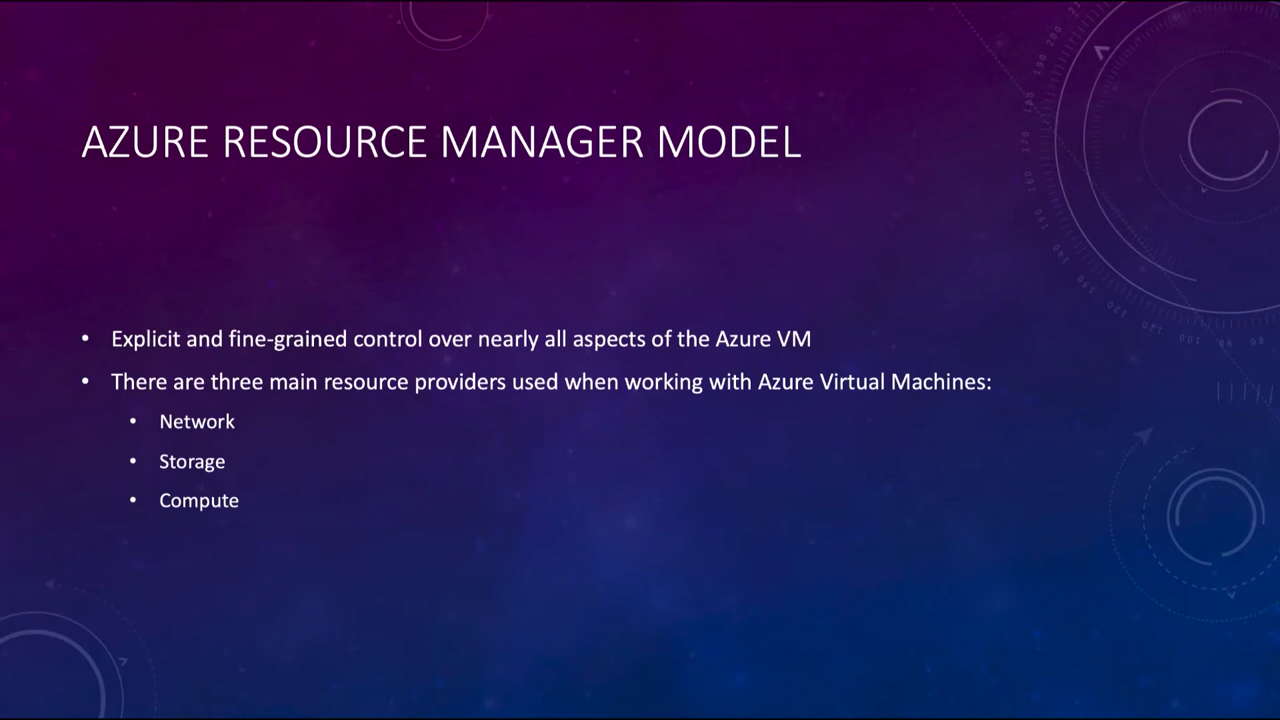 AZURE RESOURCE MANAGER MODEL
• Explicit and fine-grained control over nearly all aspects of the Azure VM
• There are three main resource providers used when working with Azure Virtual Machines:
• Network
• Storage
• Compute